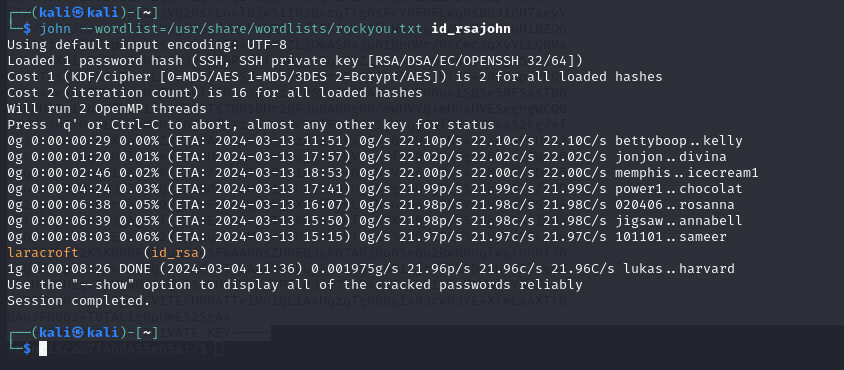 ┌──(kali㉿kali)-[~]
└─$ john --wordlist=/usr/share/wordlists/rockyou.txt id_rsajohn
Using default input encoding: UTF-8
Loaded 1 password hash (SSH, SSH private key [RSA/DSA/EC/OPENSSH 32/64])
Cost 1 (KDF/cipher [0=MD5/AES 1=MD5/3DES 2=Bcrypt/AES]) is 2 for all loaded hashes
Cost 2 (iteration count) is 16 for all loaded hashes
Will run 2 OpenMP threads
Press 'q' or Ctrl-C to abort, almost any other key for status
0g 0:00:00:29 0.00% (ETA: 2024-03-13 11:51) 0g/s 22.10p/s 22.10c/s 22.10C/s bettyboop..kelly
0g 0:00:01:20 0.01% (ETA: 2024-03-13 17:57) 0g/s 22.02p/s 22.02c/s 22.02C/s jonjon..divina
0g 0:00:02:46 0.02% (ETA: 2024-03-13 18:53) 0g/s 22.00p/s 22.00c/s 22.00C/s memphis..icecream1
0g 0:00:04:24 0.03% (ETA: 2024-03-13 17:41) 0g/s 21.99p/s 21.99c/s 21.99C/s power1..chocolat
0g 0:00:06:38 0.05% (ETA: 2024-03-13 16:07) 0g/s 21.98p/s 21.98c/s 21.98C/s 020406..rosanna
0g 0:00:06:39 0.05% (ETA: 2024-03-13 15:50) 0g/s 21.98p/s 21.98c/s 21.98C/s jigsaw..annabell
0g 0:00:08:03 0.06% (ETA: 2024-03-13 15:15) 0g/s 21.97p/s 21.97c/s 21.97C/s 101101..sameer
laracroft        (id_rsa)
1g 0:00:08:26 DONE (2024-03-04 11:36) 0.001975g/s 21.96p/s 21.96c/s 21.96C/s lukas..harvard
Use the "--show" option to display all of the cracked passwords reliably
Session completed.
┌──(kali㉿kali)-[~]
└─$